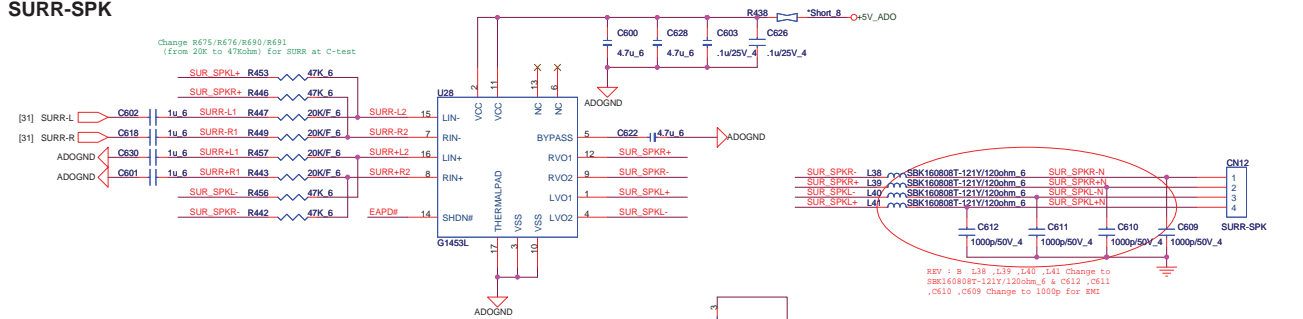 SURR-SPK
Change R675/R676/R690/R691
(from 20K to 47Kohm) for SURR at C-test
R438 *Short_8 +5V_ADO
C600 C628 C603 C626
4.7u_6 4.7u_6 .1u/25V_4 .1u/25V_4
ADOGND
SUR_SPKL+ R453 47K_6
SUR_SPKR+ R446 47K_6
[31] SURR-L C602 1u_6 SURR-L1 R447 20K/F_6 SURR-L2
[31] SURR-R C618 1u_6 SURR-R1 R449 20K/F_6 SURR-R2
ADOGND C630 1u_6 SURR+L1 R457 20K/F_6 SURR+L2
ADOGND C601 1u_6 SURR+R1 R443 20K/F_6 SURR+R2
SUR_SPKL- R456 47K_6
SUR_SPKR- R442 47K_6
EAPD#
U28
2 11 13 6
VCC VCC NC NC
15 LIN-
7 RIN-
16 LIN+
8 RIN+
14 SHDN#
BYPASS 5 C622 4.7u_6 ADOGND
RVO1 12 SUR_SPKR+
RVO2 9 SUR_SPKR-
LVO1 1 SUR_SPKL+
LVO2 4 SUR_SPKL-
THERMALPAD VSS VSS
G1453L
17 3 10
ADOGND
SUR_SPKR- L38 SBK160808T-121Y/120ohm_6 SUR_SPKR-N
SUR_SPKR+ L39 SBK160808T-121Y/120ohm_6 SUR_SPKR+N
SUR_SPKL- L40 SBK160808T-121Y/120ohm_6 SUR_SPKL-N
SUR_SPKL+ L41 SBK160808T-121Y/120ohm_6 SUR_SPKL+N
CN12
1
2
3
4
SURR-SPK
C612 C611 C610 C609
1000p/50V_4 1000p/50V_4 1000p/50V_4 1000p/50V_4
REV : B L38 ,L39 ,L40 ,L41 Change to
SBK160808T-121Y/120ohm_6 & C612 ,C611
,C610 ,C609 Change to 1000p for EMI
3